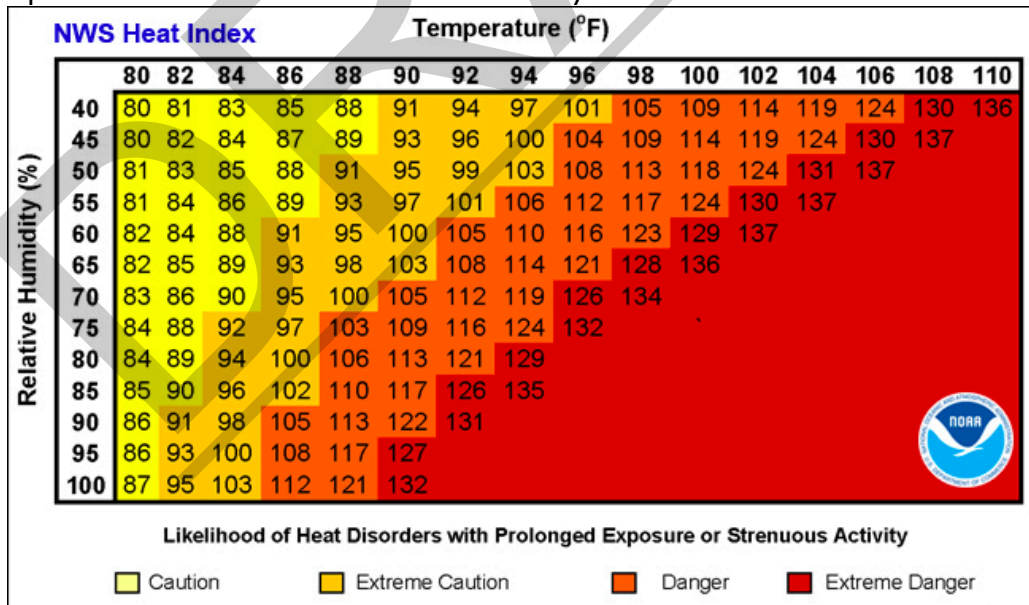 NWS Heat Index Temperature (°F)
80 82 84 86 88 90 92 94 96 98 100 102 104 106 108 110
Relative Humidity (%)
40 80 81 83 85 88 91 94 97 101 105 109 114 119 124 130 136
45 80 82 84 87 89 93 96 100 104 109 114 119 124 130 137
50 81 83 85 88 91 95 99 103 108 113 118 124 131 137
55 81 84 86 89 93 97 101 106 112 117 124 130 137
60 82 84 88 91 95 100 105 110 116 123 129 137
65 82 85 89 93 98 103 108 114 121 128 136
70 83 86 90 95 100 105 112 119 126 134
75 84 88 92 97 103 109 116 124 132
80 84 89 94 100 106 113 121 129
85 85 90 96 102 110 117 126 135
90 86 91 98 105 113 122 131
95 86 93 100 108 117 127
100 87 95 103 112 121 132
NOAA
Likelihood of Heat Disorders with Prolonged Exposure or Strenuous Activity
Caution Extreme Caution Danger Extreme Danger